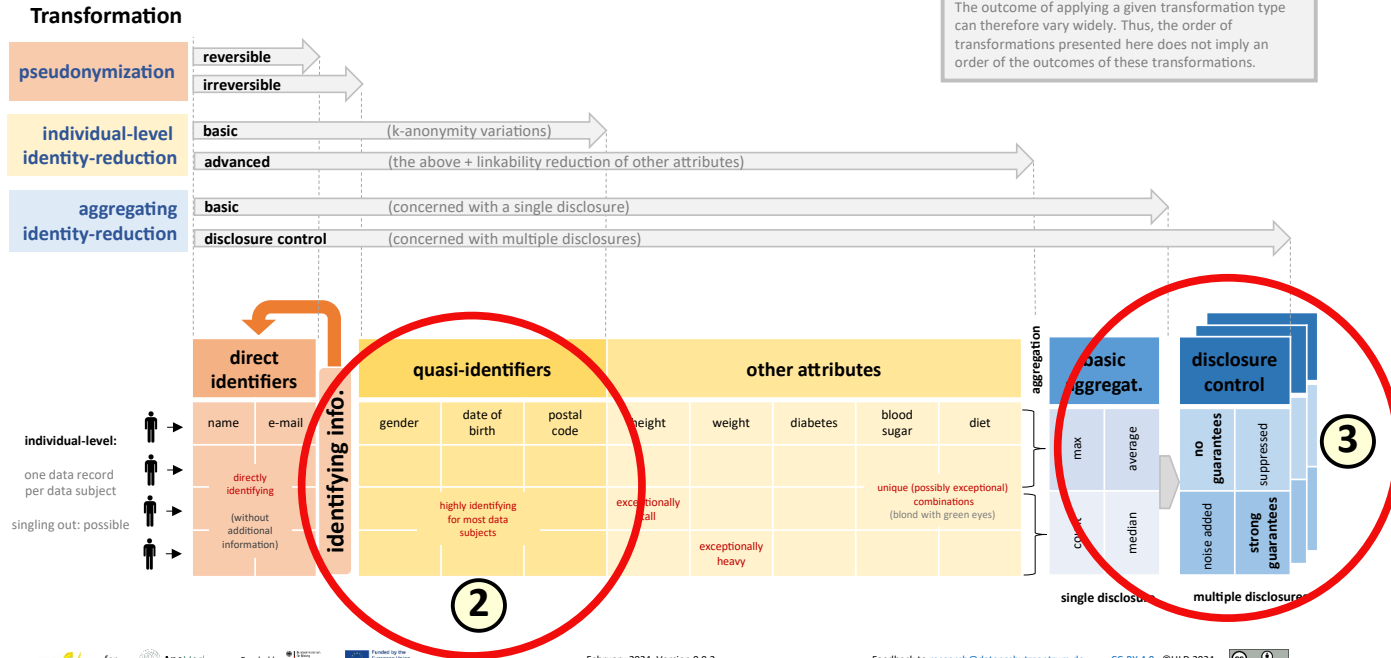 Transformation
The outcome of applying a given transformation type
can therefore vary widely. Thus, the order of
transformations presented here does not imply an
order of the outcomes of these transformations.
pseudonymization
reversible
irreversible
individual-level
identity-reduction
basic (k-anonymity variations)
advanced (the above + linkability reduction of other attributes)
aggregating
identity-reduction
basic (concerned with a single disclosure)
disclosure control (concerned with multiple disclosures)
direct
identifiers
identifying info.
quasi-identifiers
other attributes
aggregation
basic
aggregat.
disclosure
control
individual-level:
one data record
per data subject
singling out: possible
name e-mail
directly
identifying
(without
additional
information)
gender
date of
birth
postal
code
highly identifying
for most data
subjects
height weight diabetes
blood
sugar
diet
exceptionally
tall
exceptionally
heavy
unique (possibly exceptional)
combinations
(blond with green eyes)
max
average
count
median
no
guarantees
suppressed
noise added
strong
guarantees
2
3
single disclosure
multiple disclosures
Funded by the